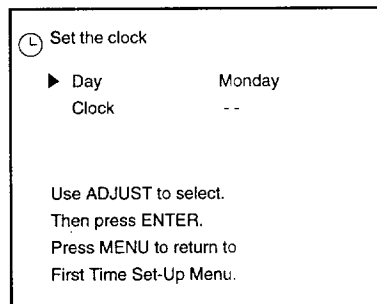 Set the clock
▶ Day Monday
Clock - -
Use ADJUST to select.
Then press ENTER.
Press MENU to return to
First Time Set-Up Menu.